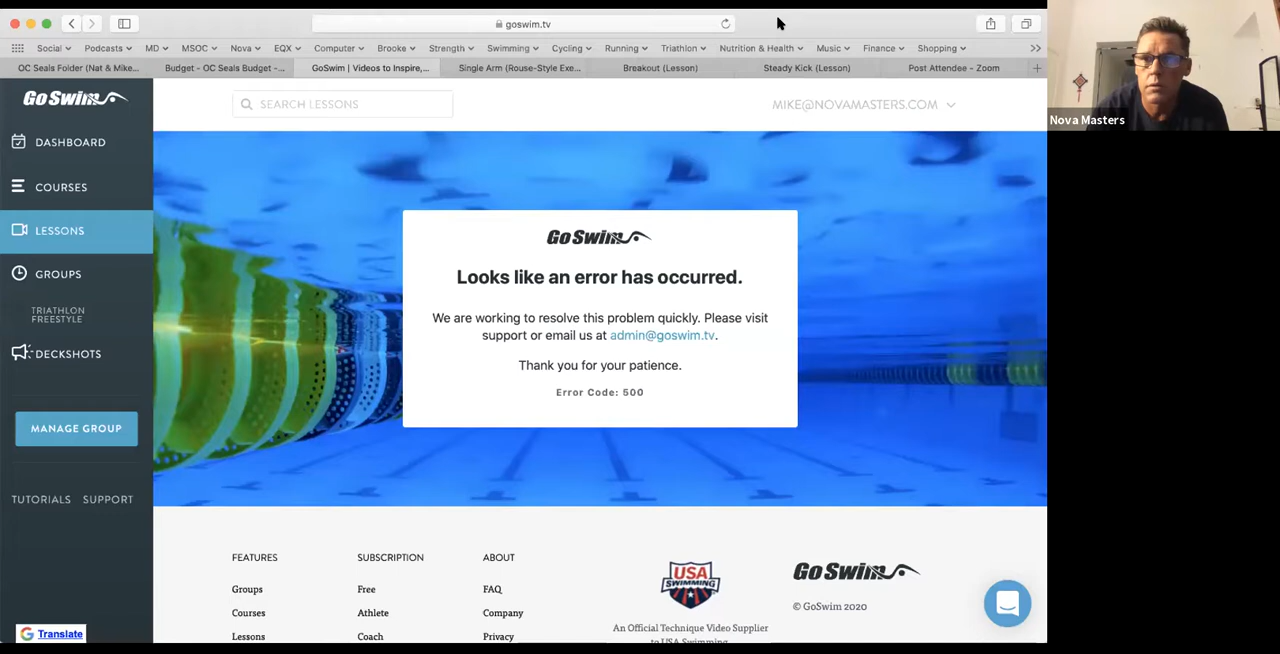 goswim.tv
Social Podcasts MD MSOC Nova EQX Computer Brooke Strength Swimming Cycling Running Triathlon Nutrition & Health Music Finance Shopping
OC Seals Folder (Nat & Mike... Budget - OC Seals Budget -... GoSwim | Videos to Inspire,... Single Arm (Rouse-Style Exe... Breakout (Lesson) Steady Kick (Lesson) Post Attendee - Zoom
GoSwim
SEARCH LESSONS
MIKE@NOVAMASTERS.COM
Nova Masters
DASHBOARD
COURSES
LESSONS
GROUPS
TRIATHLON
FREESTYLE
DECKSHOTS
MANAGE GROUP
TUTORIALS SUPPORT
GoSwim
Looks like an error has occurred.
We are working to resolve this problem quickly. Please visit
support or email us at admin@goswim.tv.
Thank you for your patience.
Error Code: 500
FEATURES
Groups
Courses
Lessons
SUBSCRIPTION
Free
Athlete
Coach
ABOUT
FAQ
Company
Privacy
USA
SWIMMING
An Official Technique Video Supplier
to USA Swimming
GoSwim
© GoSwim 2020
G Translate